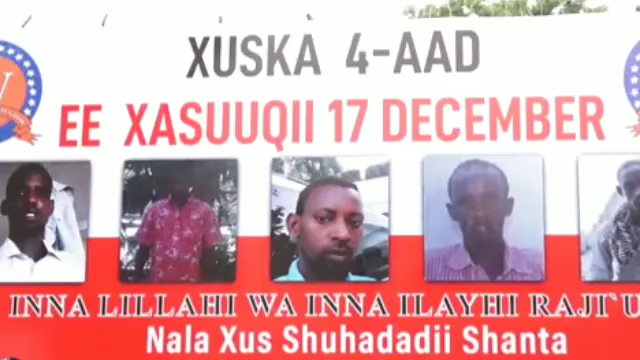 XUSKA 4-AAD
EE XASUUQII 17 DECEMBER
INNA LILLAHI WA INNA ILAYHI RAJI`U
Nala Xus Shuhadadii Shanta